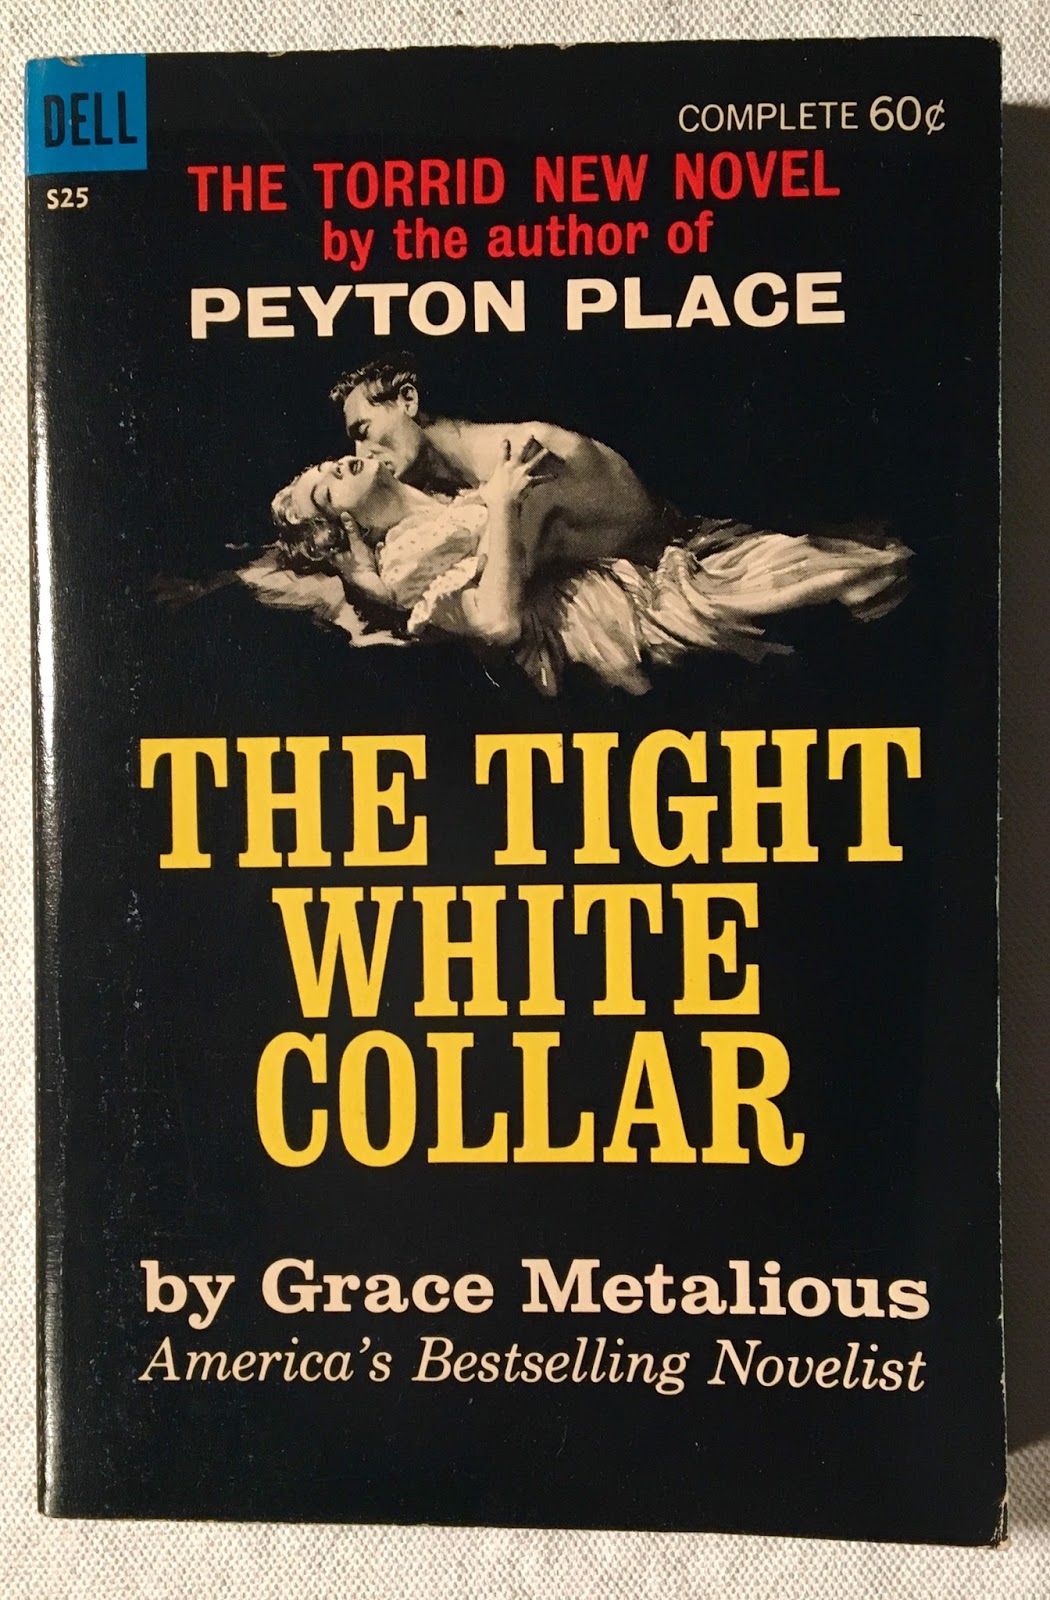 DELL
S25
COMPLETE 60¢
THE TORRID NEW NOVEL
by the author of
PEYTON PLACE
THE TIGHT
WHITE
COLLAR
by Grace Metalious
America's Bestselling Novelist